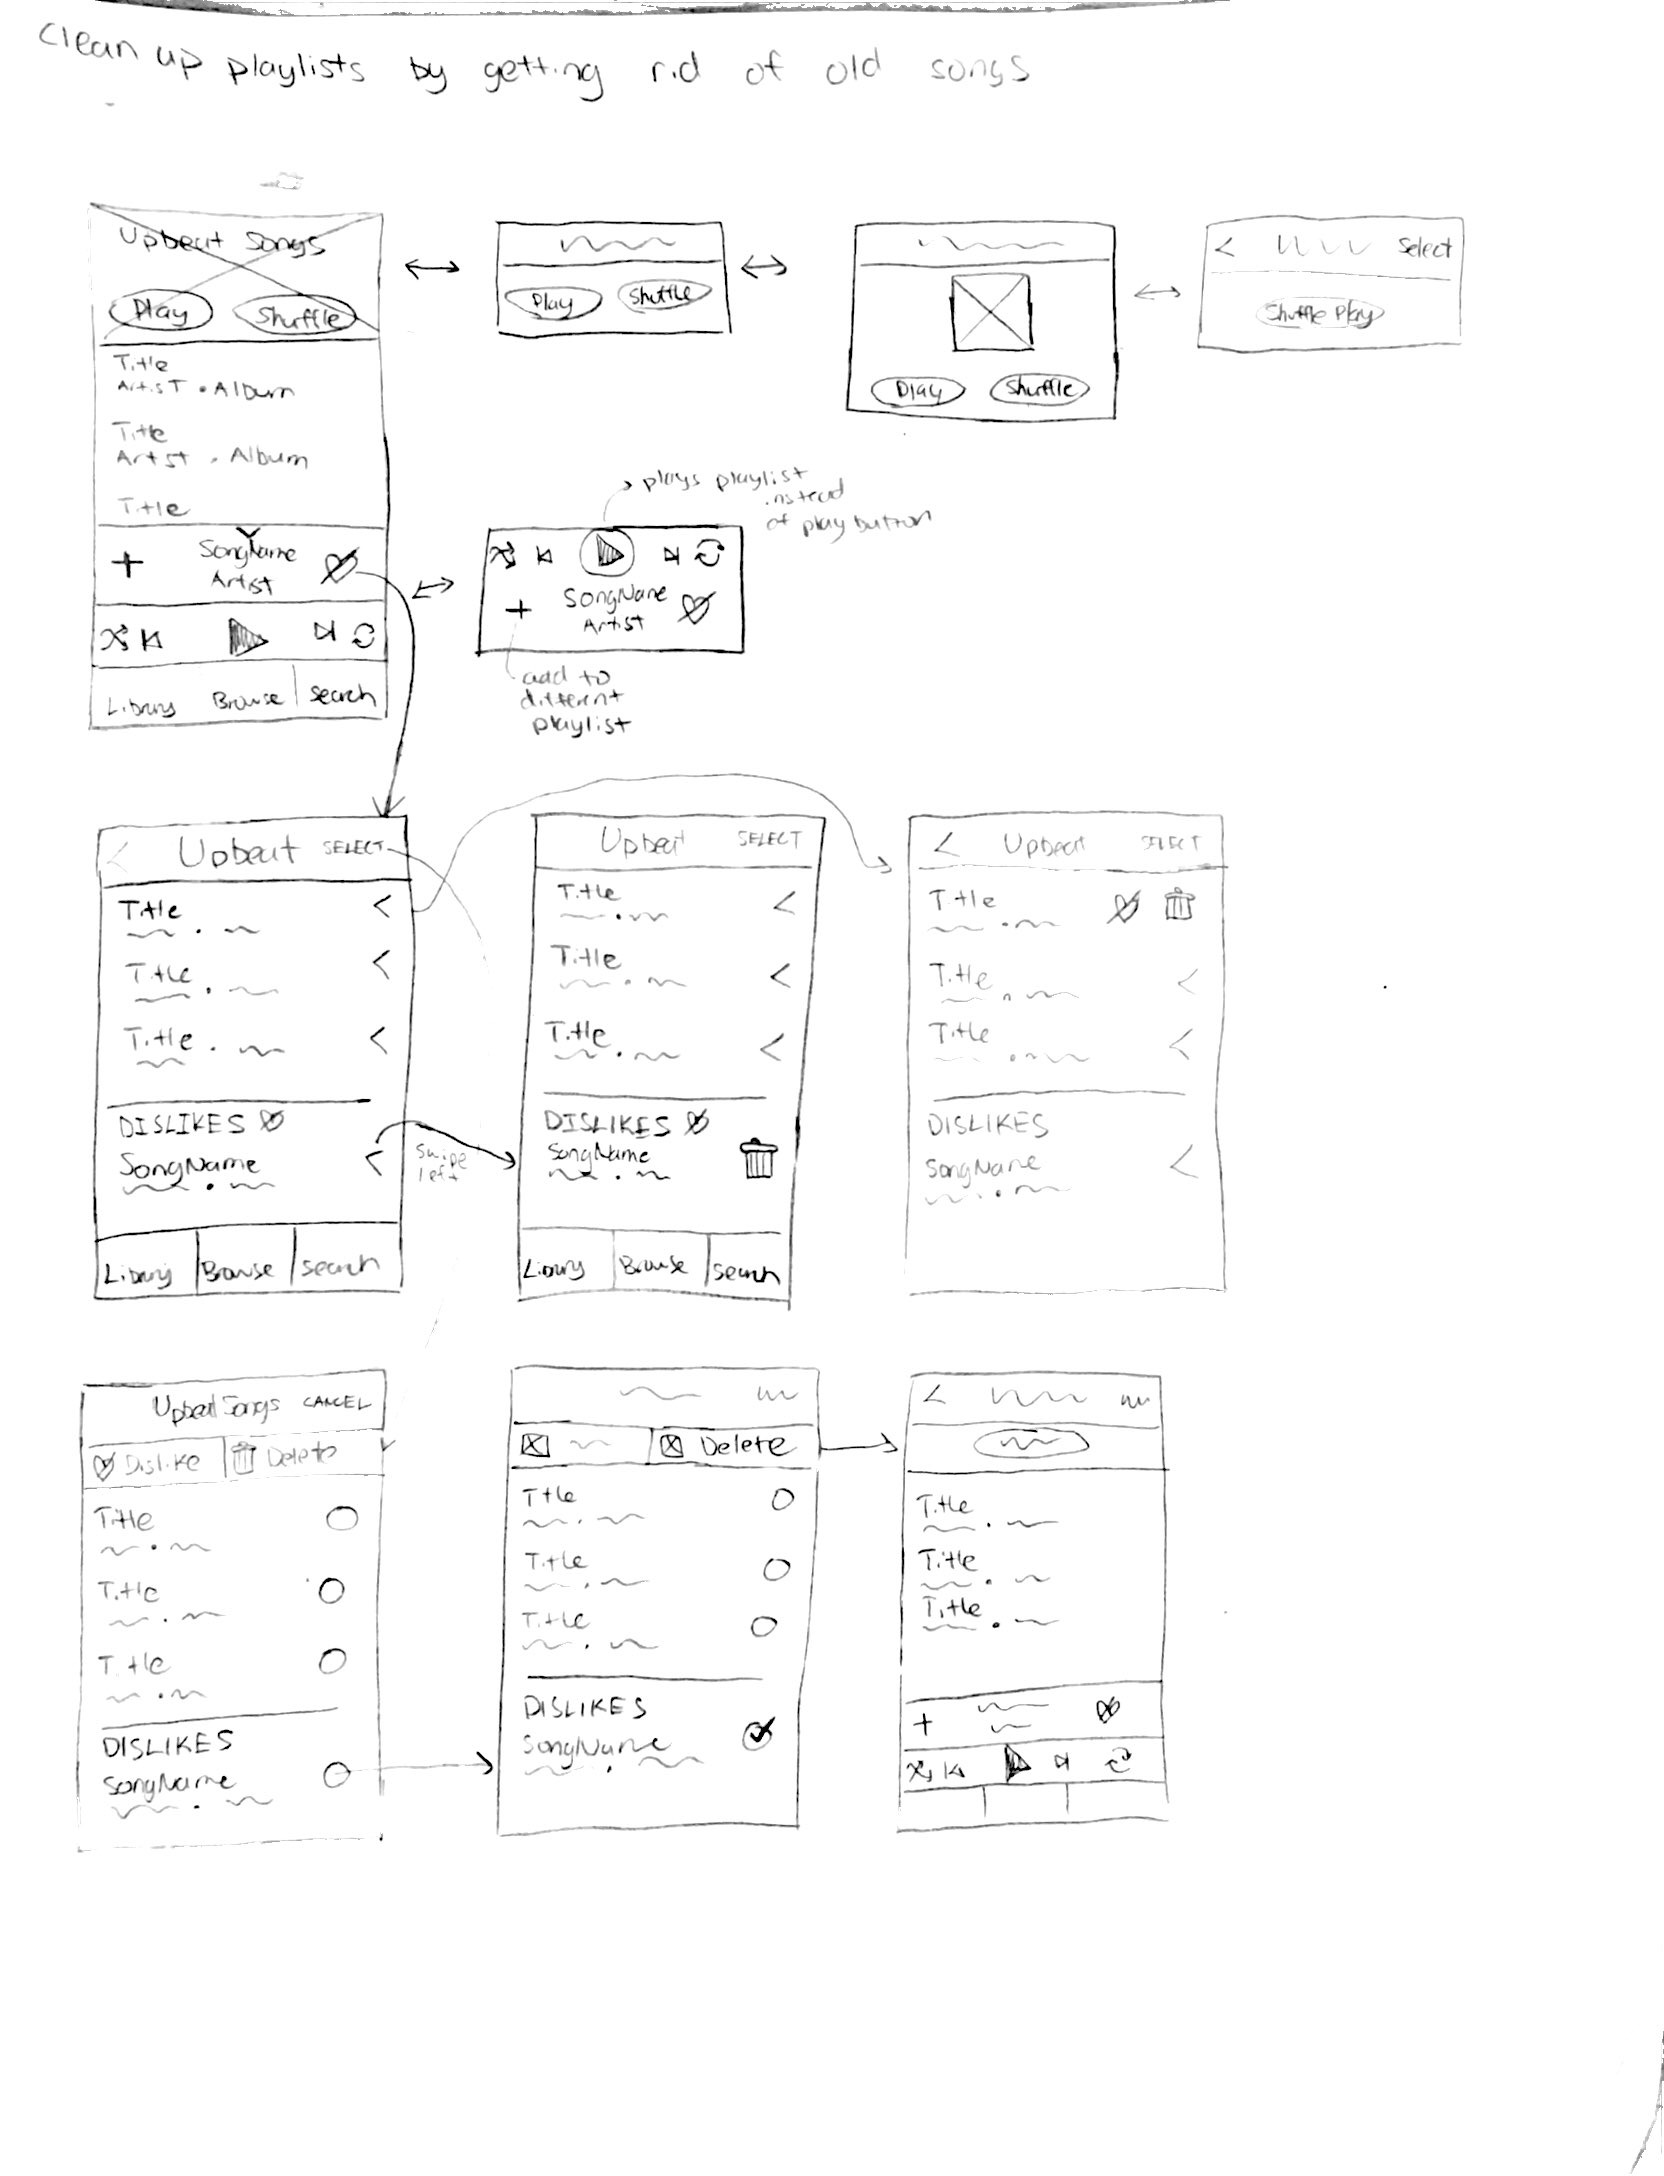 clean up playlists by getting rid of old songs
Upbeat Songs
Play Shuffle
Title
Artist • Album
Title
Artist • Album
Title
SongName
Artist
Library Browse Search
Play Shuffle
Play Shuffle
< Select
Shuffle Play
plays playlist
instead
of play button
+ SongName
Artist
add to
different
playlist
< Upbeat SELECT
Title <
Title <
Title <
DISLIKES
SongName <
Library Browse Search
swipe
left
Upbeat SELECT
Title <
Title <
Title <
DISLIKES
SongName
Library Browse Search
< Upbeat SELECT
Title
Title <
Title <
DISLIKES
SongName <
Upbeat Songs CANCEL
Dislike Delete
Title
Title
Title
DISLIKES
SongName
Delete
Title
Title
Title
DISLIKES
SongName
<
Title
Title
Title
+